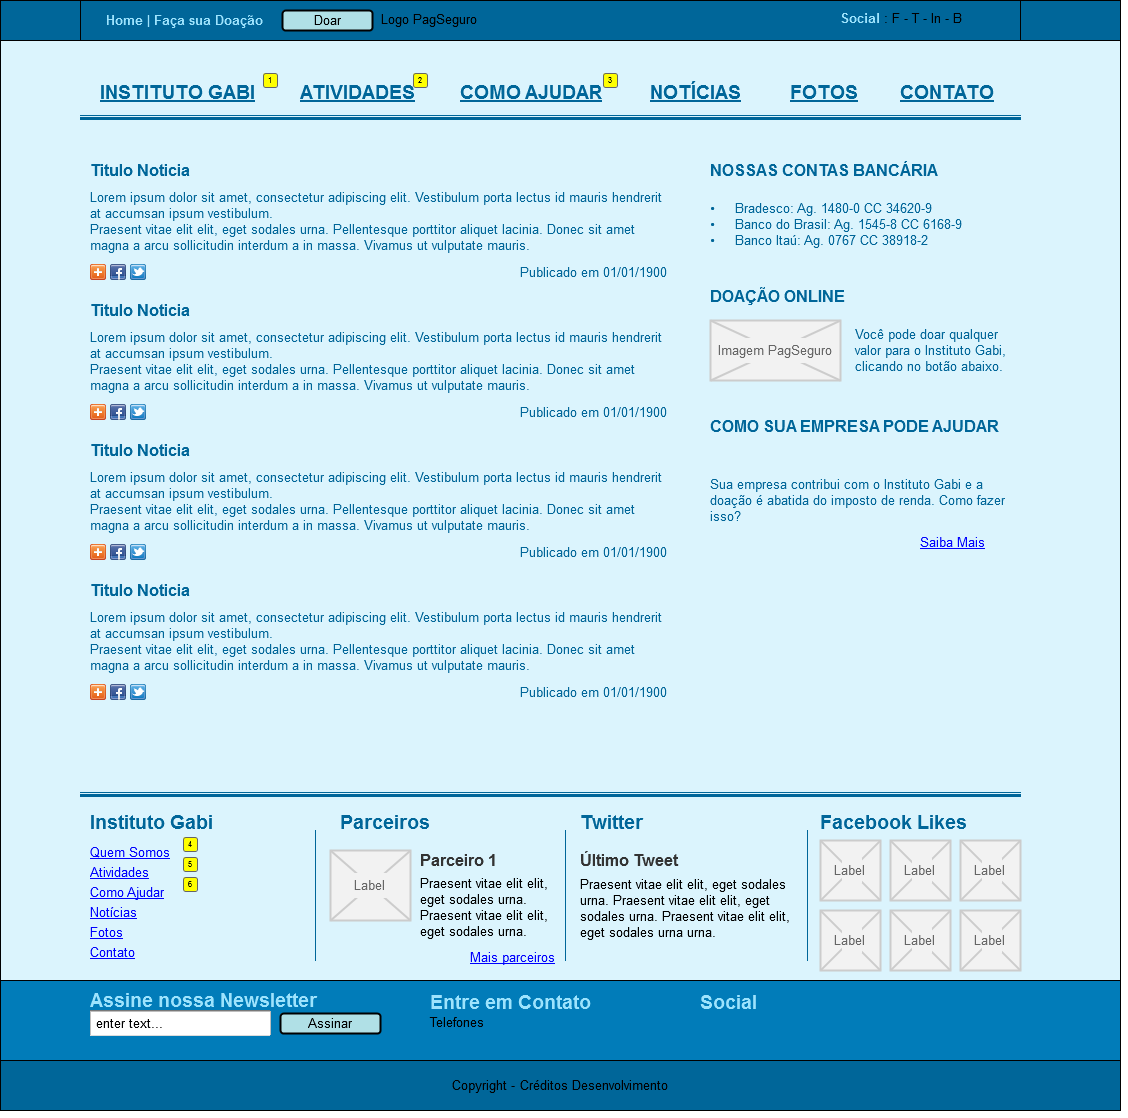 Home | Faça sua Doação Doar Logo PagSeguro Social : F - T - In - B
INSTITUTO GABI 1 ATIVIDADES 2 COMO AJUDAR 3 NOTÍCIAS FOTOS CONTATO
Titulo Noticia
Lorem ipsum dolor sit amet, consectetur adipiscing elit. Vestibulum porta lectus id mauris hendrerit
at accumsan ipsum vestibulum.
Praesent vitae elit elit, eget sodales urna. Pellentesque porttitor aliquet lacinia. Donec sit amet
magna a arcu sollicitudin interdum a in massa. Vivamus ut vulputate mauris.
Publicado em 01/01/1900
Titulo Noticia
Lorem ipsum dolor sit amet, consectetur adipiscing elit. Vestibulum porta lectus id mauris hendrerit
at accumsan ipsum vestibulum.
Praesent vitae elit elit, eget sodales urna. Pellentesque porttitor aliquet lacinia. Donec sit amet
magna a arcu sollicitudin interdum a in massa. Vivamus ut vulputate mauris.
Publicado em 01/01/1900
Titulo Noticia
Lorem ipsum dolor sit amet, consectetur adipiscing elit. Vestibulum porta lectus id mauris hendrerit
at accumsan ipsum vestibulum.
Praesent vitae elit elit, eget sodales urna. Pellentesque porttitor aliquet lacinia. Donec sit amet
magna a arcu sollicitudin interdum a in massa. Vivamus ut vulputate mauris.
Publicado em 01/01/1900
Titulo Noticia
Lorem ipsum dolor sit amet, consectetur adipiscing elit. Vestibulum porta lectus id mauris hendrerit
at accumsan ipsum vestibulum.
Praesent vitae elit elit, eget sodales urna. Pellentesque porttitor aliquet lacinia. Donec sit amet
magna a arcu sollicitudin interdum a in massa. Vivamus ut vulputate mauris.
Publicado em 01/01/1900
NOSSAS CONTAS BANCÁRIA
• Bradesco: Ag. 1480-0 CC 34620-9
• Banco do Brasil: Ag. 1545-8 CC 6168-9
• Banco Itaú: Ag. 0767 CC 38918-2
DOAÇÃO ONLINE
Imagem PagSeguro
Você pode doar qualquer
valor para o Instituto Gabi,
clicando no botão abaixo.
COMO SUA EMPRESA PODE AJUDAR
Sua empresa contribui com o Instituto Gabi e a
doação é abatida do imposto de renda. Como fazer
isso?
Saiba Mais
Instituto Gabi
Quem Somos 4
Atividades 5
Como Ajudar 6
Notícias
Fotos
Contato
Parceiros
Label
Parceiro 1
Praesent vitae elit elit,
eget sodales urna.
Praesent vitae elit elit,
eget sodales urna.
Mais parceiros
Twitter
Último Tweet
Praesent vitae elit elit, eget sodales
urna. Praesent vitae elit elit, eget
sodales urna. Praesent vitae elit elit,
eget sodales urna urna.
Facebook Likes
Label Label Label
Label Label Label
Assine nossa Newsletter
enter text... Assinar
Entre em Contato
Telefones
Social
Copyright - Créditos Desenvolvimento